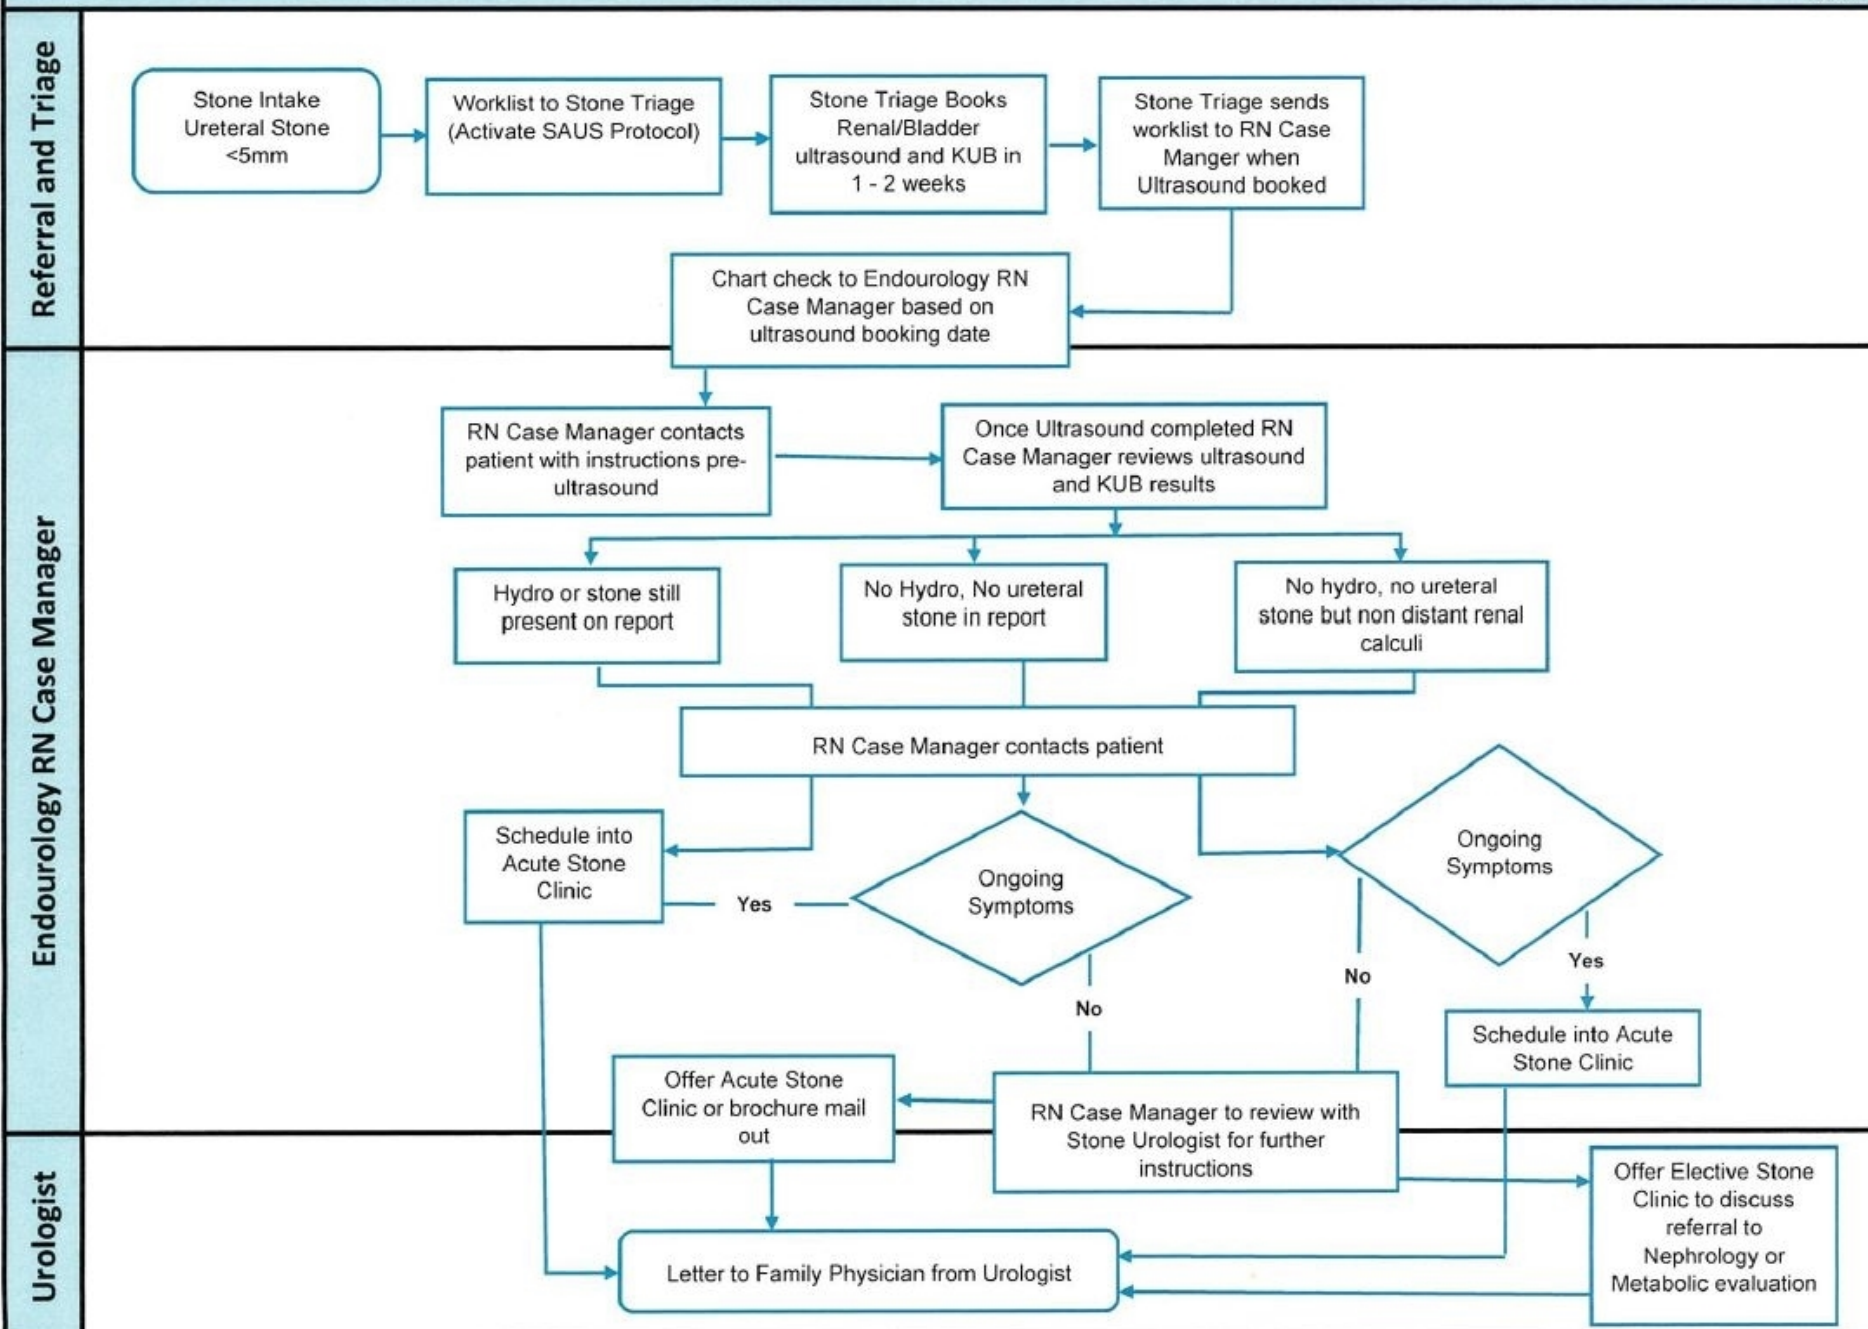 Referral and Triage
Stone Intake
Ureteral Stone
<5mm
Worklist to Stone Triage
(Activate SAUS Protocol)
Stone Triage Books
Renal/Bladder
ultrasound and KUB in
1 - 2 weeks
Stone Triage sends
worklist to RN Case
Manger when
Ultrasound booked
Chart check to Endourology RN
Case Manager based on
ultrasound booking date
Endourology RN Case Manager
RN Case Manager contacts
patient with instructions pre-
ultrasound
Once Ultrasound completed RN
Case Manager reviews ultrasound
and KUB results
Hydro or stone still
present on report
No Hydro, No ureteral
stone in report
No hydro, no ureteral
stone but non distant renal
calculi
RN Case Manager contacts patient
Schedule into
Acute Stone
Clinic
Yes
Ongoing
Symptoms
No
Ongoing
Symptoms
No
Yes
Schedule into Acute
Stone Clinic
Offer Acute Stone
Clinic or brochure mail
out
RN Case Manager to review with
Stone Urologist for further
instructions
Urologist
Offer Elective Stone
Clinic to discuss
referral to
Nephrology or
Metabolic evaluation
Letter to Family Physician from Urologist